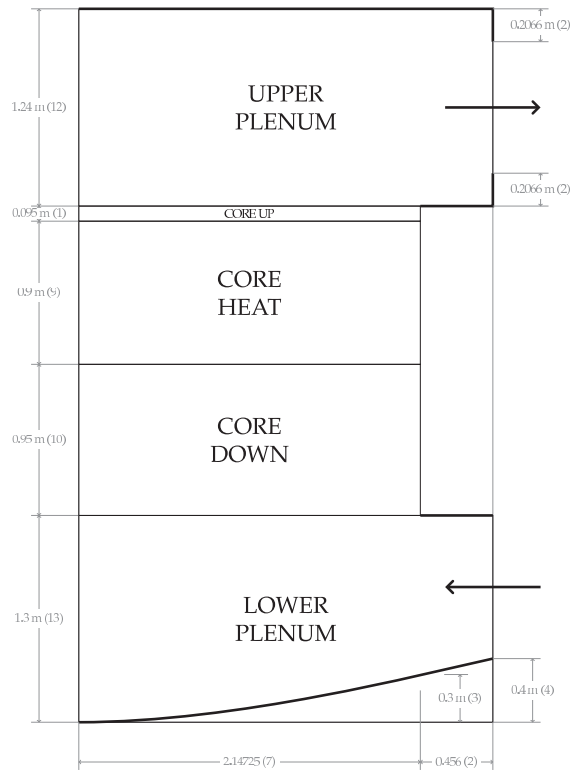 0.2066 m (2)
UPPER
PLENUM
1.24 m (12)
0.2066 m (2)
0.095 m (1)
CORE UP
CORE
HEAT
0.9 m (9)
CORE
DOWN
0.95 m (10)
LOWER
PLENUM
1.3 m (13)
0.3 m (3)
0.4 m (4)
2.14725 (7)
0.456 (2)